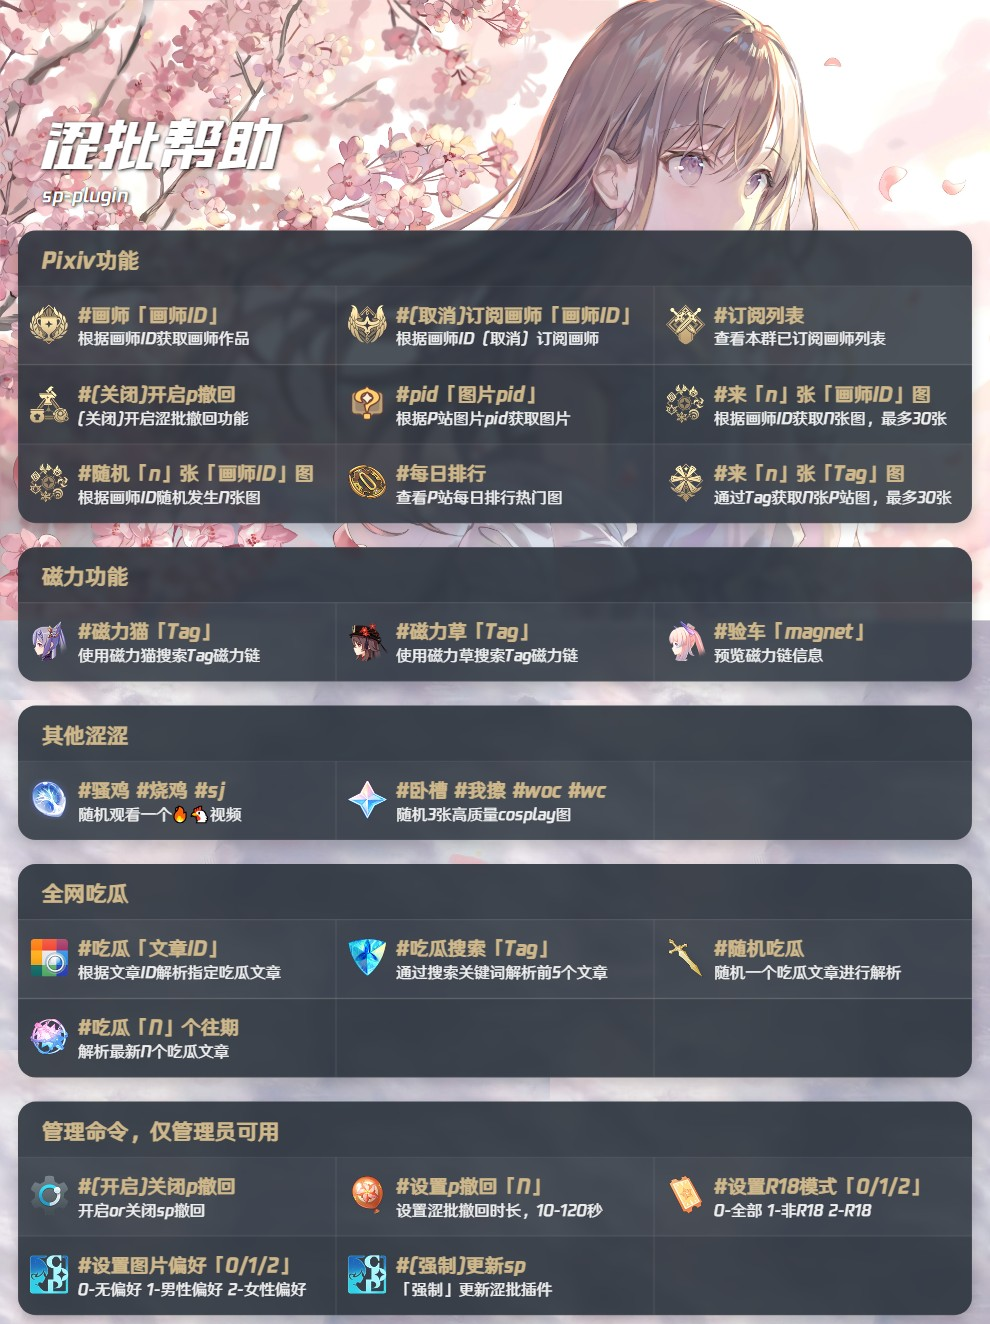 涩批帮助
sp-plugin
Pixiv功能
#画师「画师ID」
根据画师ID获取画师作品
#(取消)订阅画师「画师ID」
根据画师ID（取消）订阅画师
#订阅列表
查看本群已订阅画师列表
#(关闭)开启p撤回
(关闭)开启涩批撤回功能
#pid「图片pid」
根据P站图片pid获取图片
#来「n」张「画师ID」图
根据画师ID获取n张图，最多30张
#随机「n」张「画师ID」图
根据画师ID随机发生n张图
#每日排行
查看P站每日排行热门图
#来「n」张「Tag」图
通过Tag获取n张P站图，最多30张
磁力功能
#磁力猫「Tag」
使用磁力猫搜索Tag磁力链
#磁力草「Tag」
使用磁力草搜索Tag磁力链
#验车「magnet」
预览磁力链信息
其他涩涩
#骚鸡 #烧鸡 #sj
随机观看一个🔥🐔视频
#卧槽 #我擦 #woc #wc
随机3张高质量cosplay图
全网吃瓜
#吃瓜「文章ID」
根据文章ID解析指定吃瓜文章
#吃瓜搜索「Tag」
通过搜索关键词解析前5个文章
#随机吃瓜
随机一个吃瓜文章进行解析
#吃瓜「n」个往期
解析最新n个吃瓜文章
管理命令，仅管理员可用
#(开启)关闭p撤回
开启or关闭sp撤回
#设置p撤回「n」
设置涩批撤回时长，10-120秒
#设置R18模式「0/1/2」
0-全部 1-非R18 2-R18
#设置图片偏好「0/1/2」
0-无偏好 1-男性偏好 2-女性偏好
#(强制)更新sp
「强制」更新涩批插件